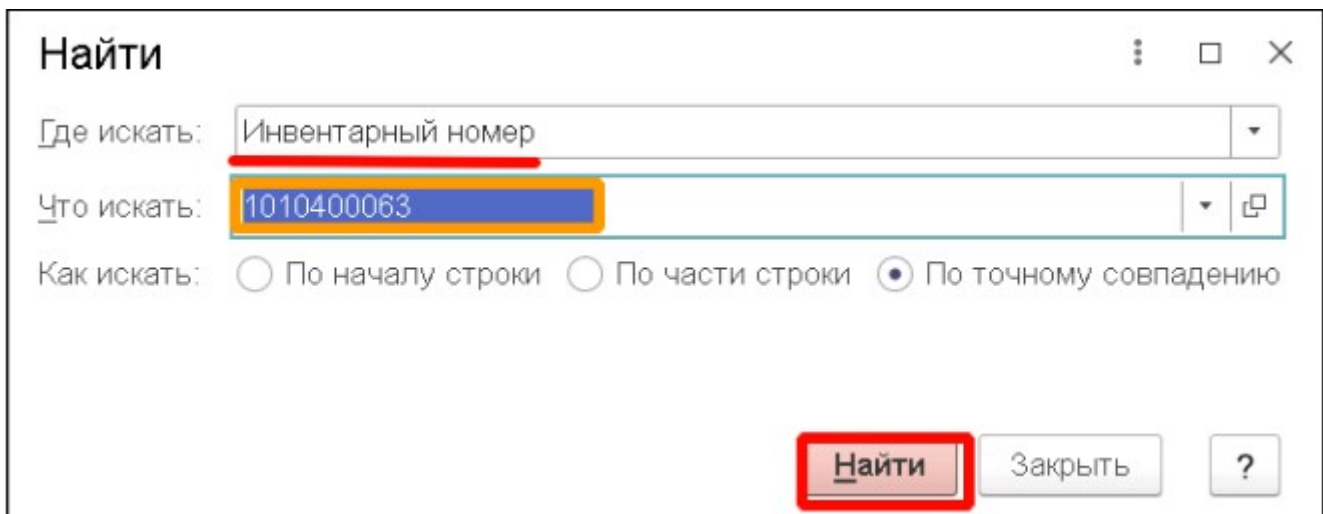 Найти
Где искать: Инвентарный номер
Что искать: 1010400063
Как искать: По началу строки По части строки По точному совпадению
Найти Закрыть ?